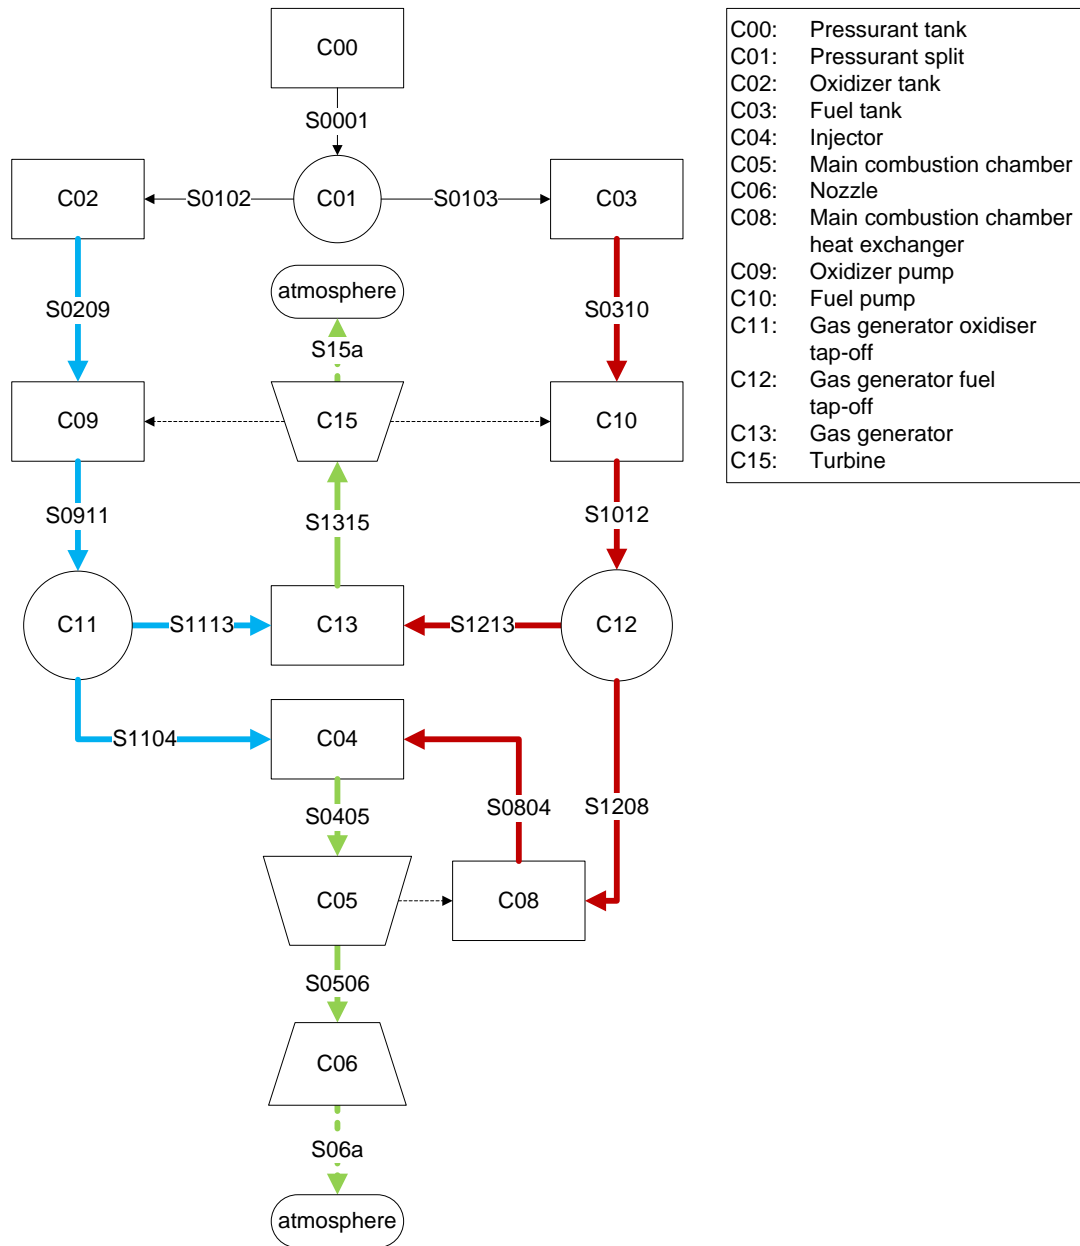 C00
S0001
C02
S0102
C01
S0103
C03
atmosphere
S0209
S15a
S0310
C09
C15
C10
S0911
S1315
S1012
C11
S1113
C13
S1213
C12
S1104
C04
S0405
S0804
S1208
C05
C08
S0506
C06
S06a
atmosphere
C00: Pressurant tank
C01: Pressurant split
C02: Oxidizer tank
C03: Fuel tank
C04: Injector
C05: Main combustion chamber
C06: Nozzle
C08: Main combustion chamber
heat exchanger
C09: Oxidizer pump
C10: Fuel pump
C11: Gas generator oxidiser
tap-off
C12: Gas generator fuel
tap-off
C13: Gas generator
C15: Turbine